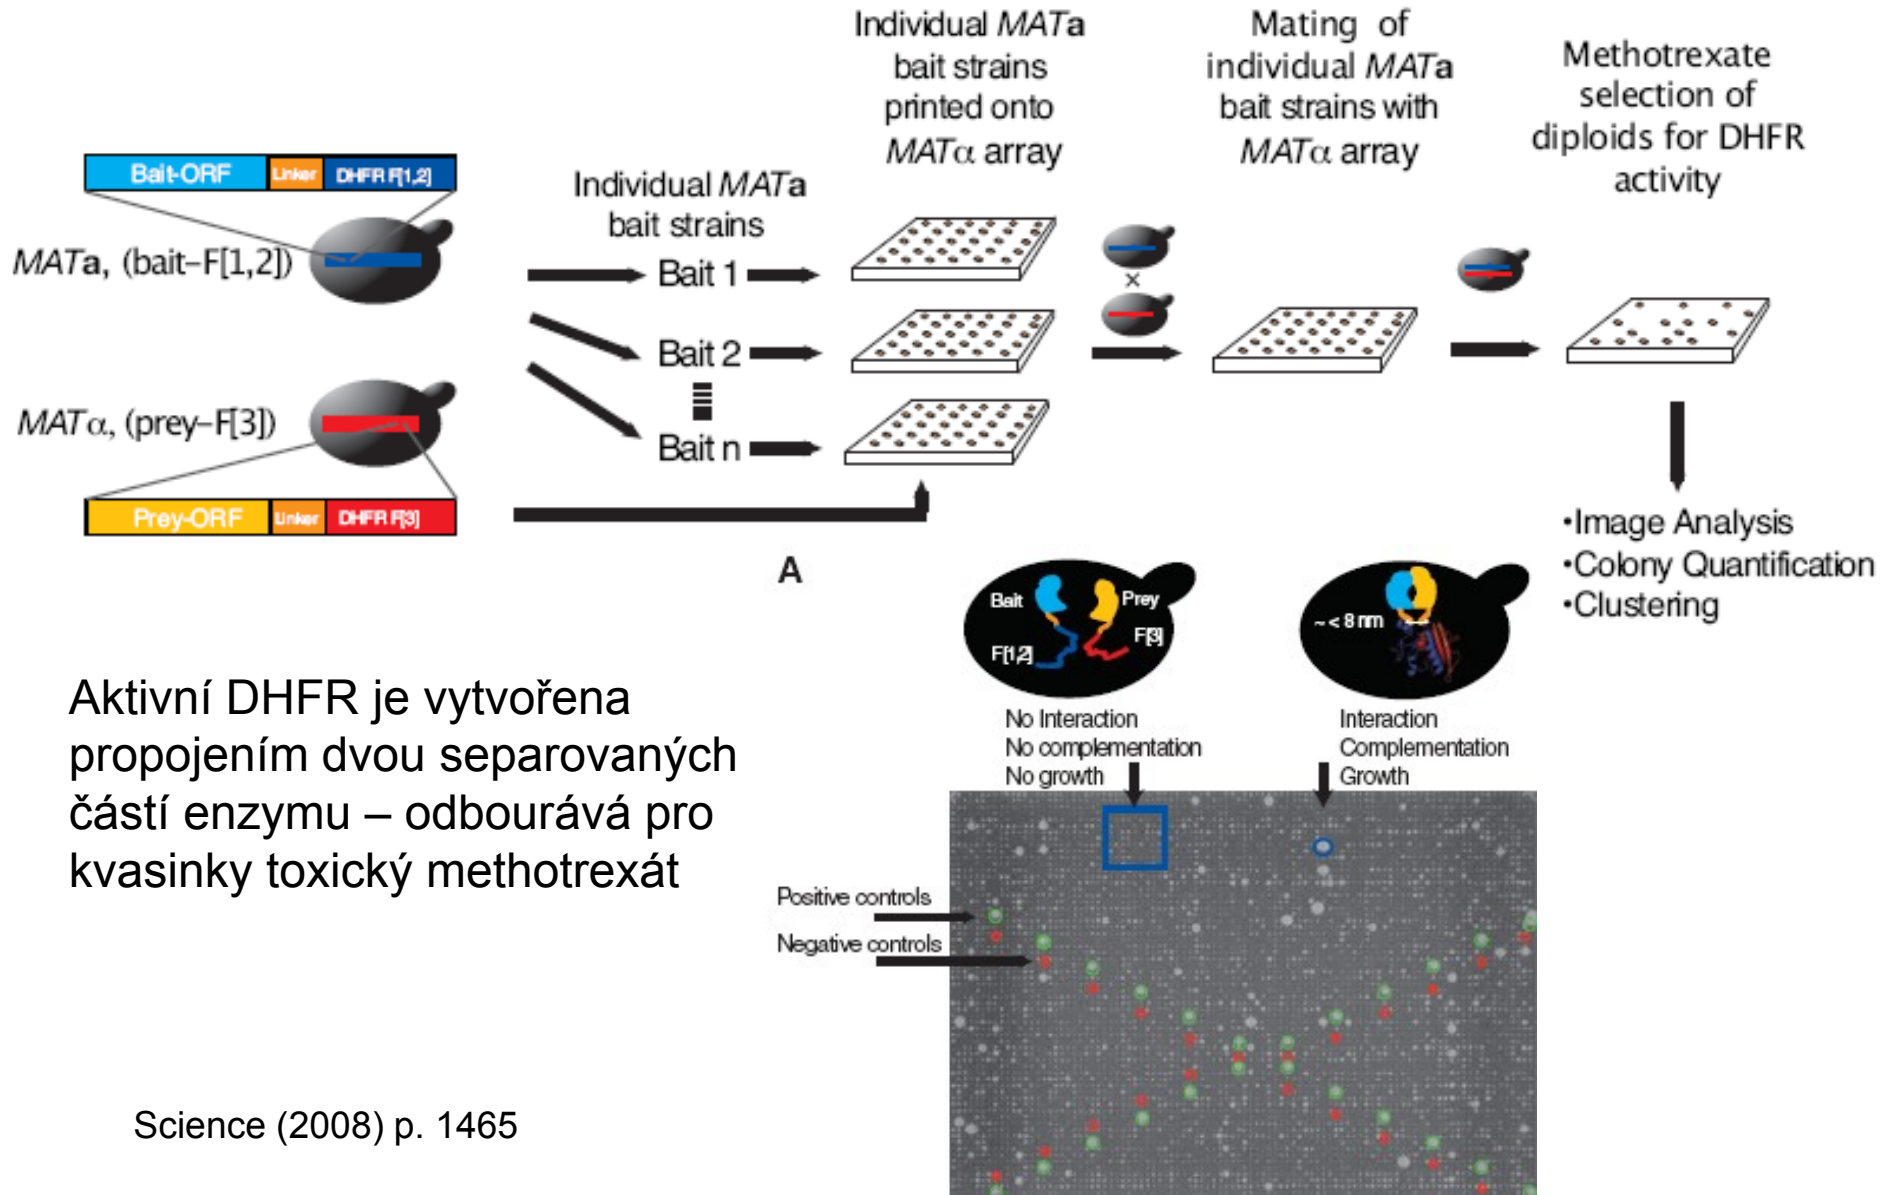 Individual MATa
bait strains
printed onto
MATα array
Mating of
individual MATa
bait strains with
MATα array
Methotrexate
selection of
diploids for DHFR
activity
Bait-ORF
Linker
DHFR F[1,2]
Individual MATa
bait strains
MATa, (bait–F[1,2])
Bait 1
×
Bait 2
MATα, (prey–F[3])
Bait n
Prey-ORF
Linker
DHFR F[3]
•Image Analysis
•Colony Quantification
•Clustering
A
Bait
Prey
F[1,2]
F[3]
~ < 8 nm
No Interaction
No complementation
No growth
Interaction
Complementation
Growth
Aktivní DHFR je vytvořena
propojením dvou separovaných
částí enzymu – odbourává pro
kvasinky toxický methotrexát
Positive controls
Negative controls
Science (2008) p. 1465